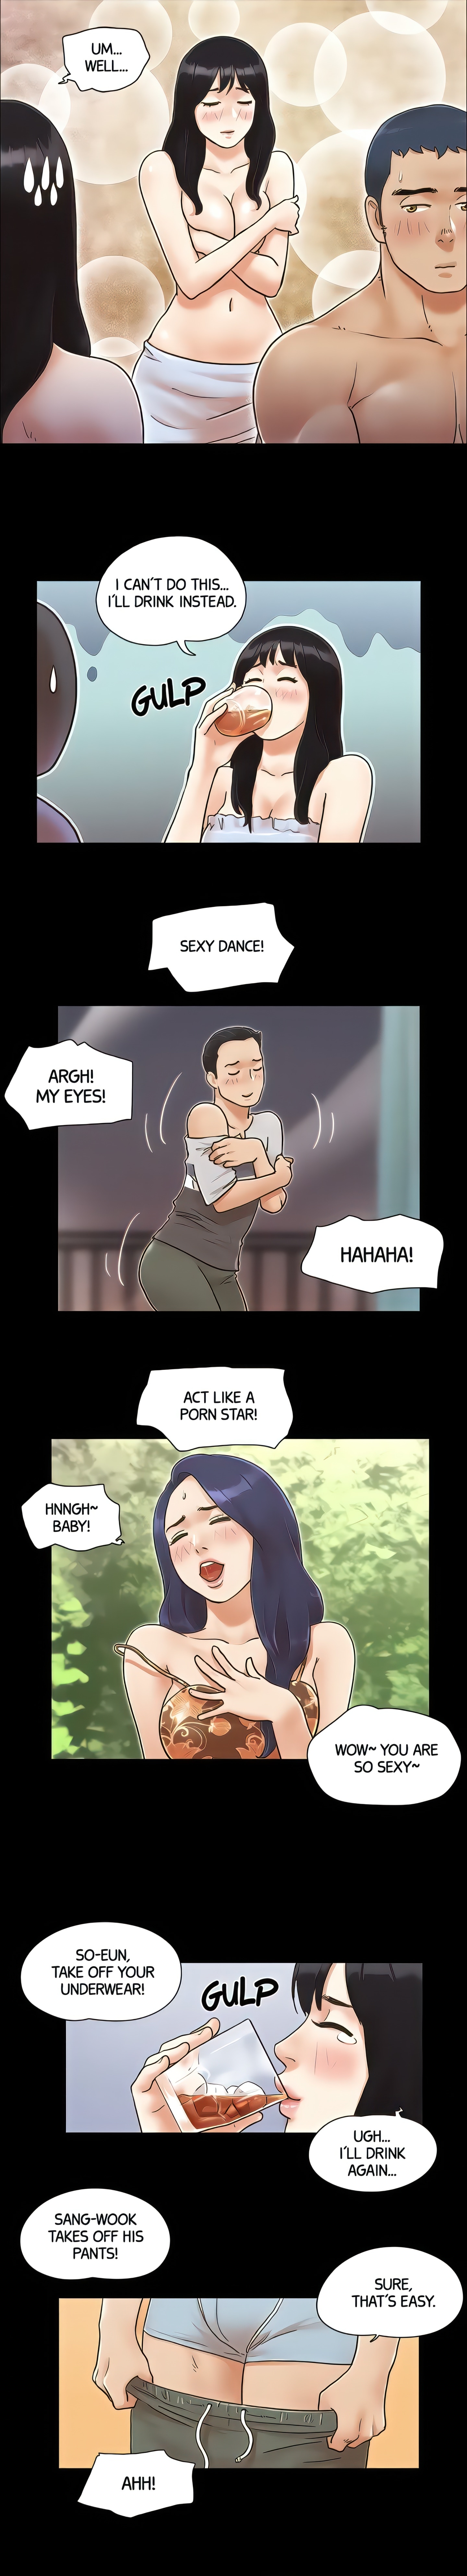 UM...
WELL...
I CAN'T DO THIS...
I'LL DRINK INSTEAD.
GULP
SEXY DANCE!
ARGH!
MY EYES!
HAHAHA!
ACT LIKE A
PORN STAR!
HNNGH~
BABY!
WOW~ YOU ARE
SO SEXY~
SO-EUN,
TAKE OFF YOUR
UNDERWEAR!
GULP
UGH...
I'LL DRINK
AGAIN...
SANG-WOOK
TAKES OFF HIS
PANTS!
SURE,
THAT'S EASY.
AHH!